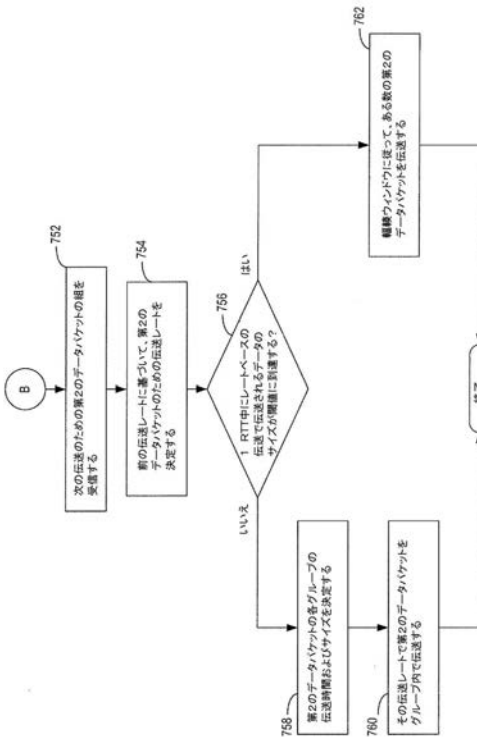 B
752
次の伝送のための第2のデータパケットの組を
受信する
754
前の伝送レートに基づいて、第2の
データパケットのための伝送レートを
決定する
756
1 RTT中にレートベースの
伝送で伝送されるデータの
サイズが閾値に到達する?
いいえ
はい
758
第2のデータパケットの各グループの
伝送時間およびサイズを決定する
760
その伝送レートで第2のデータパケットを
グループ内で伝送する
762
輻輳ウィンドウに従って、ある数の第2の
データパケットを伝送する